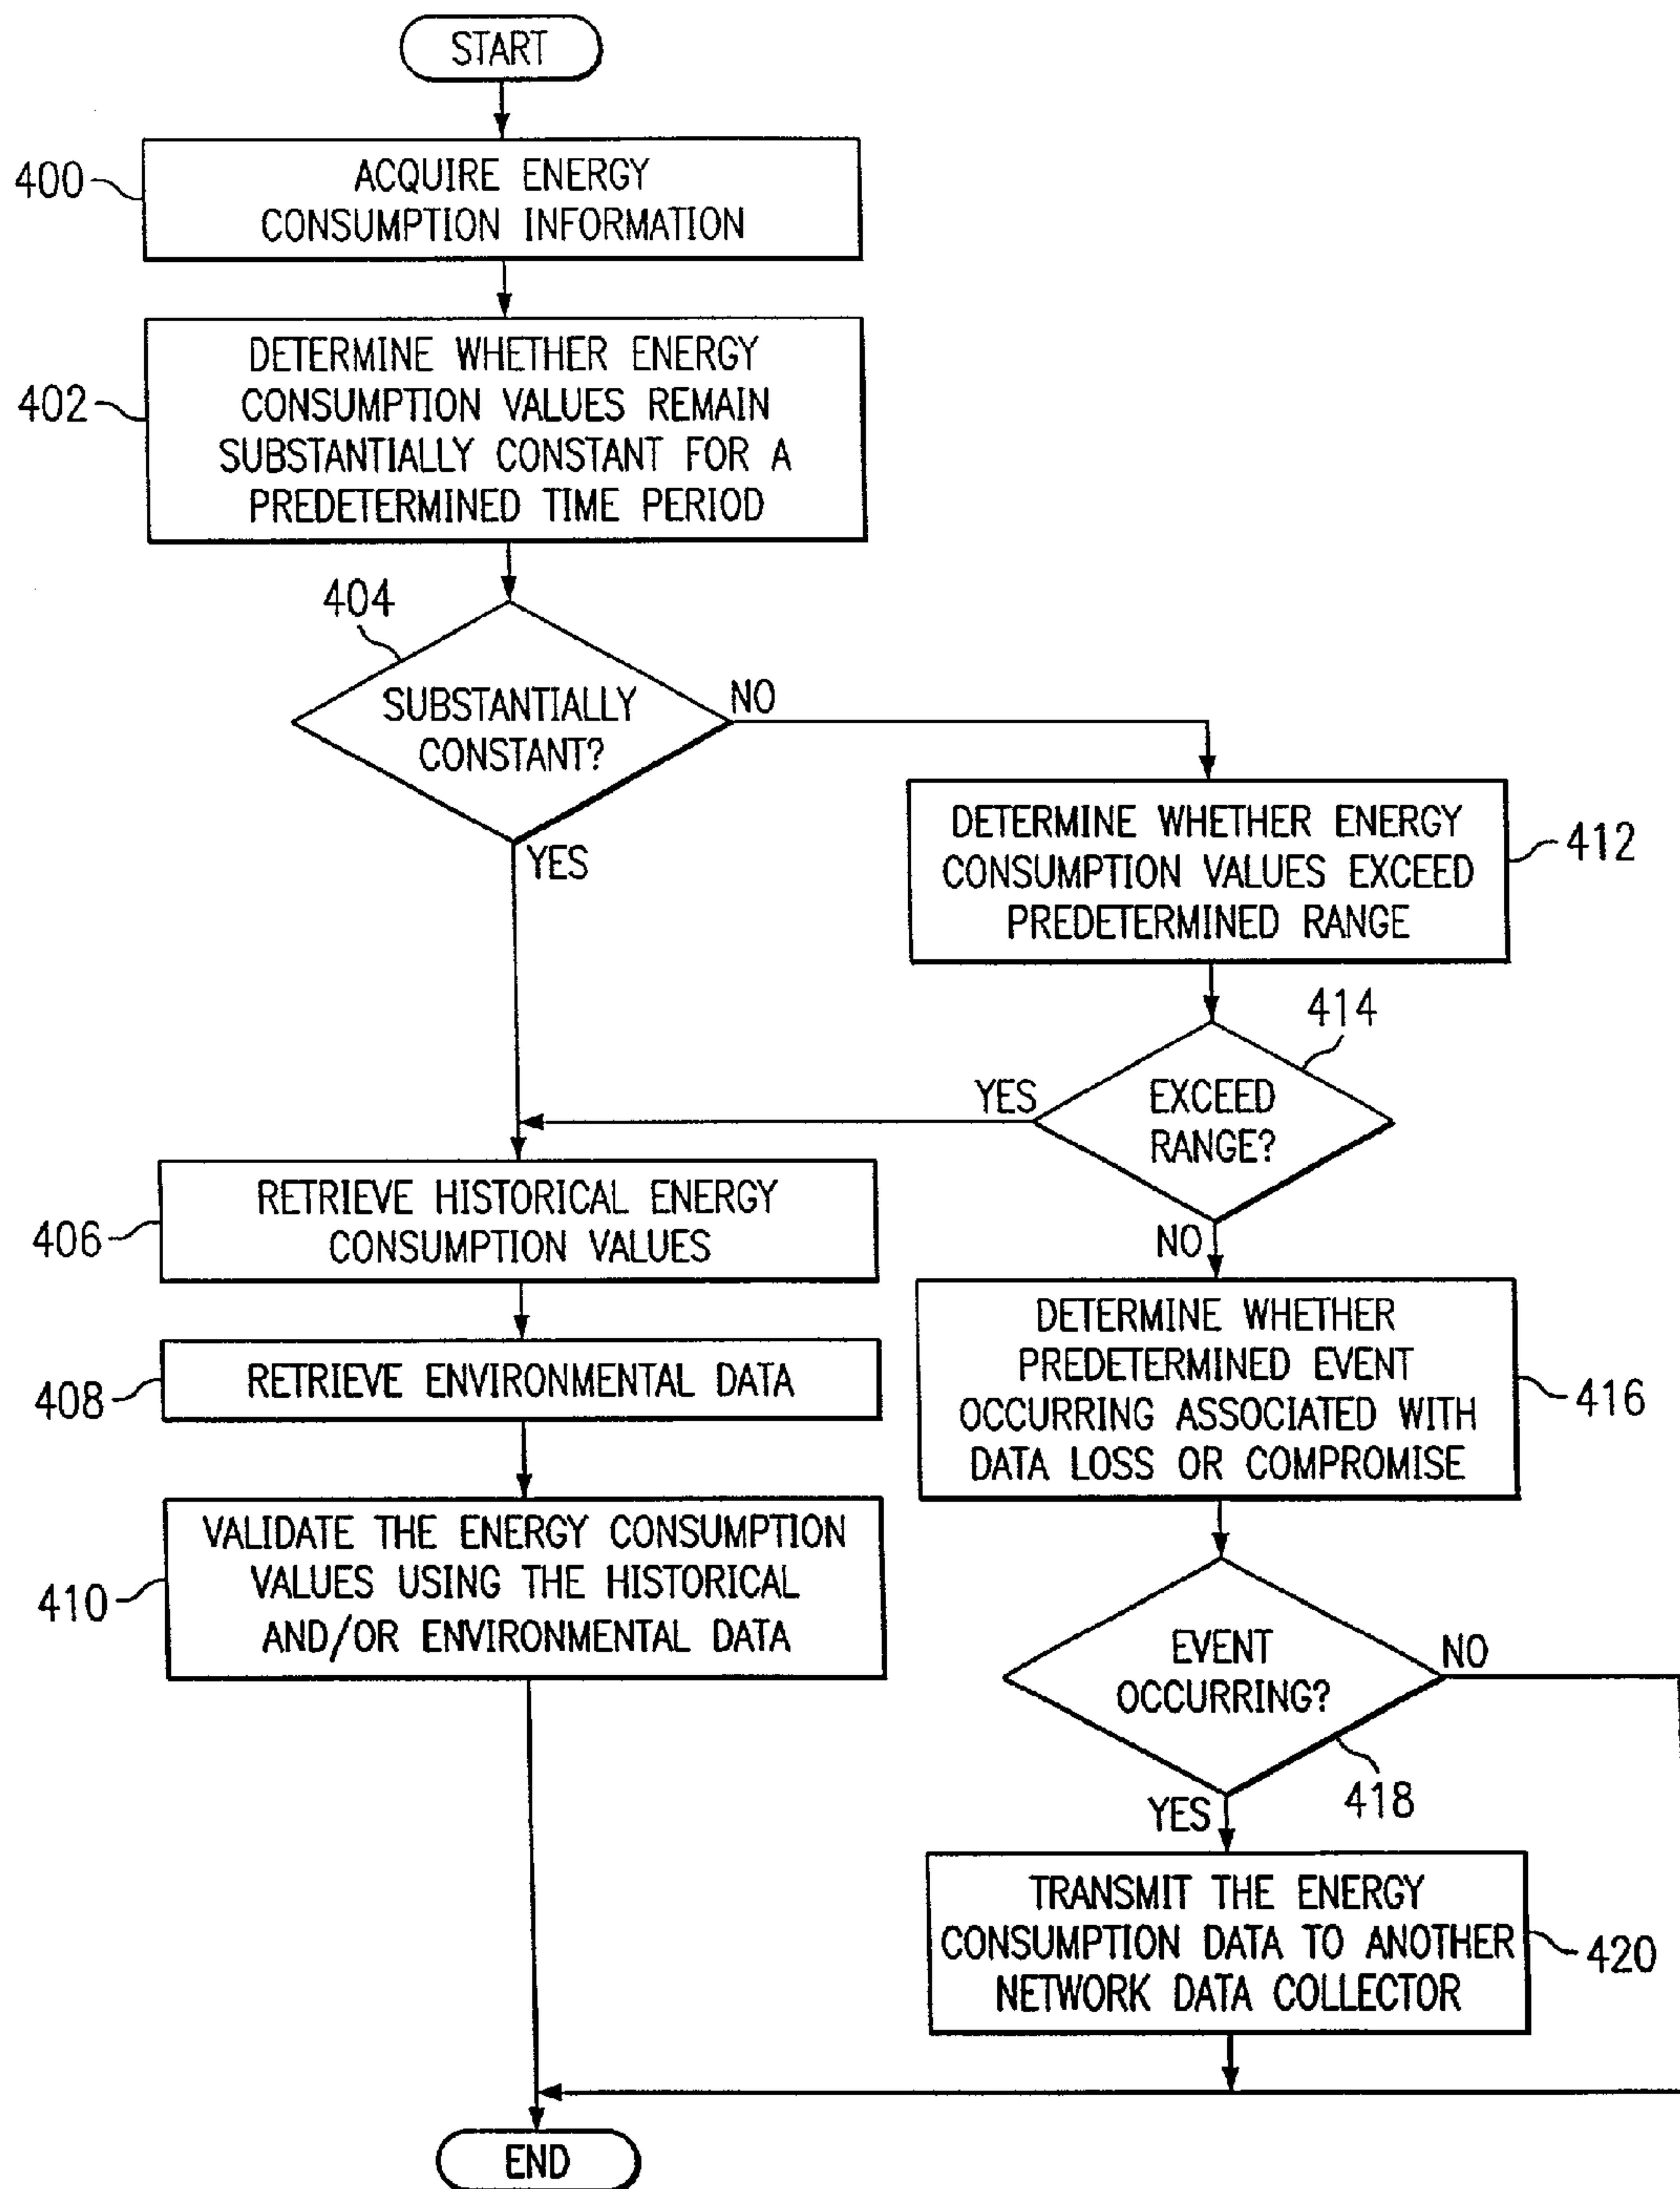 START
400
ACQUIRE ENERGY
CONSUMPTION INFORMATION
402
DETERMINE WHETHER ENERGY
CONSUMPTION VALUES REMAIN
SUBSTANTIALLY CONSTANT FOR A
PREDETERMINED TIME PERIOD
404
SUBSTANTIALLY
CONSTANT?
NO
YES
DETERMINE WHETHER ENERGY
CONSUMPTION VALUES EXCEED
PREDETERMINED RANGE
412
414
EXCEED
RANGE?
YES
NO
406
RETRIEVE HISTORICAL ENERGY
CONSUMPTION VALUES
408
RETRIEVE ENVIRONMENTAL DATA
410
VALIDATE THE ENERGY CONSUMPTION
VALUES USING THE HISTORICAL
AND/OR ENVIRONMENTAL DATA
DETERMINE WHETHER
PREDETERMINED EVENT
OCCURRING ASSOCIATED WITH
DATA LOSS OR COMPROMISE
416
EVENT
OCCURRING?
NO
418
YES
TRANSMIT THE ENERGY
CONSUMPTION DATA TO ANOTHER
NETWORK DATA COLLECTOR
420
END